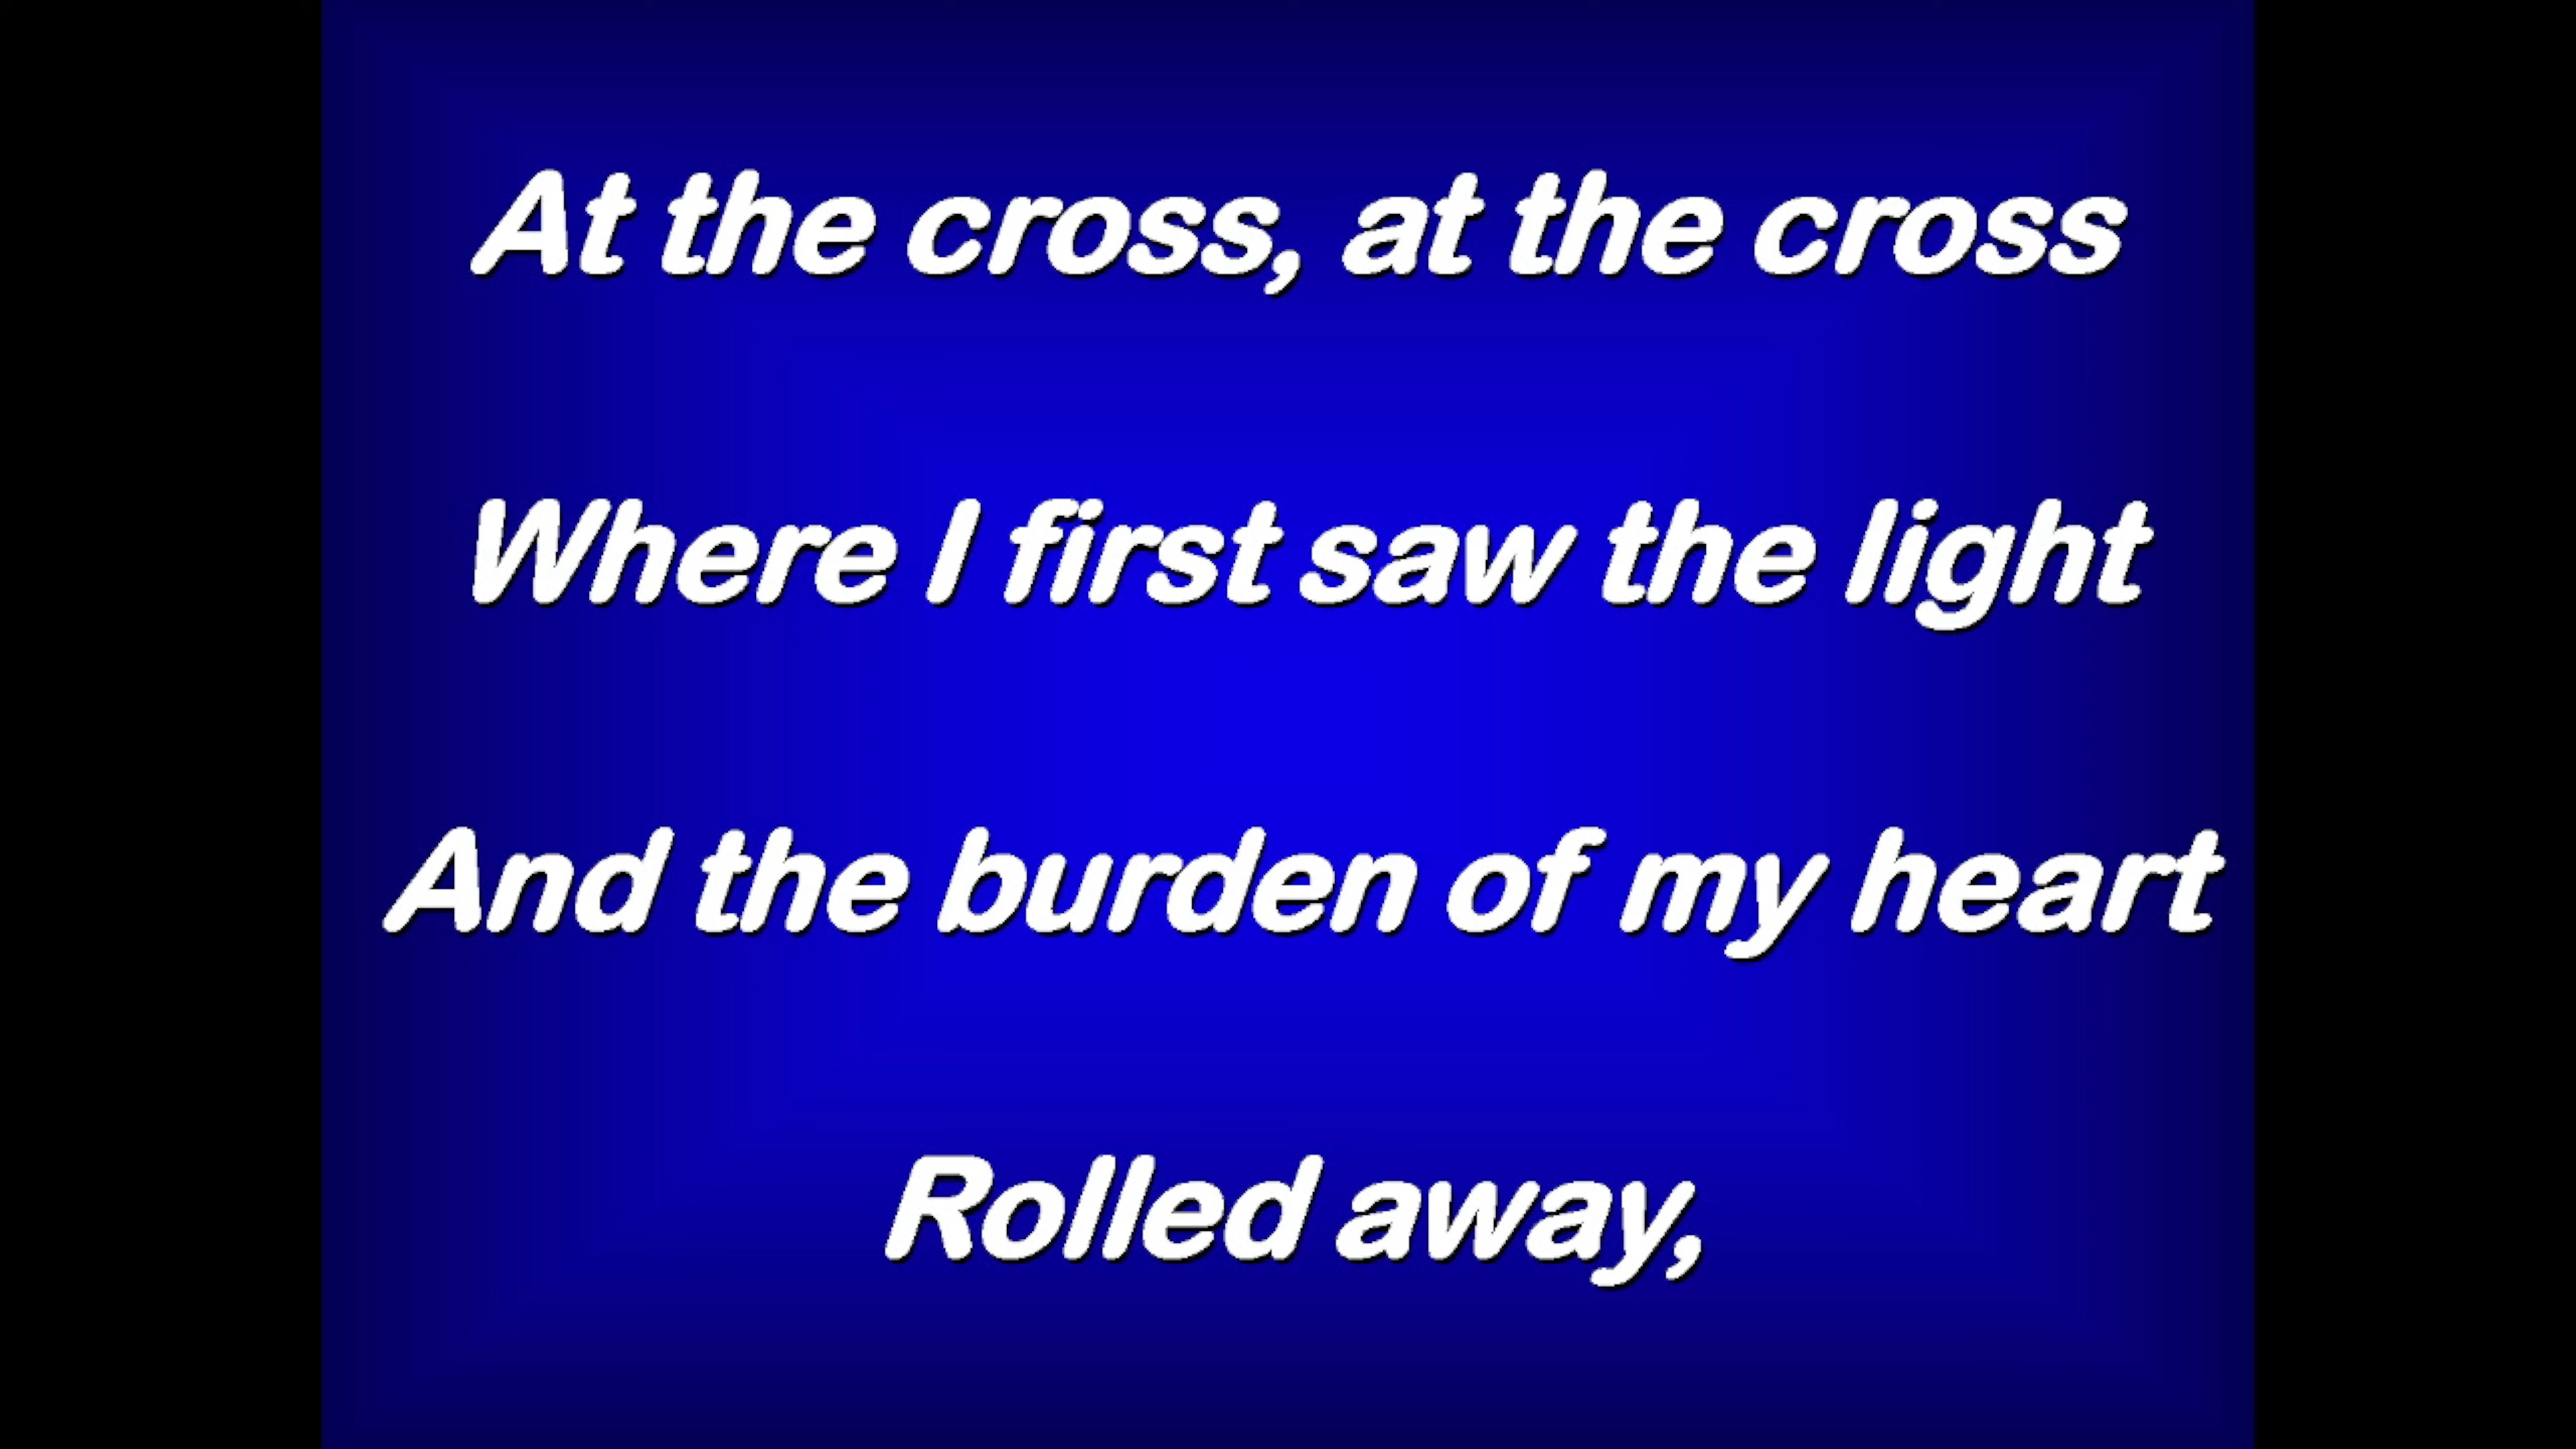 At the cross, at the cross
Where I first saw the light
And the burden of my heart
Rolled away,